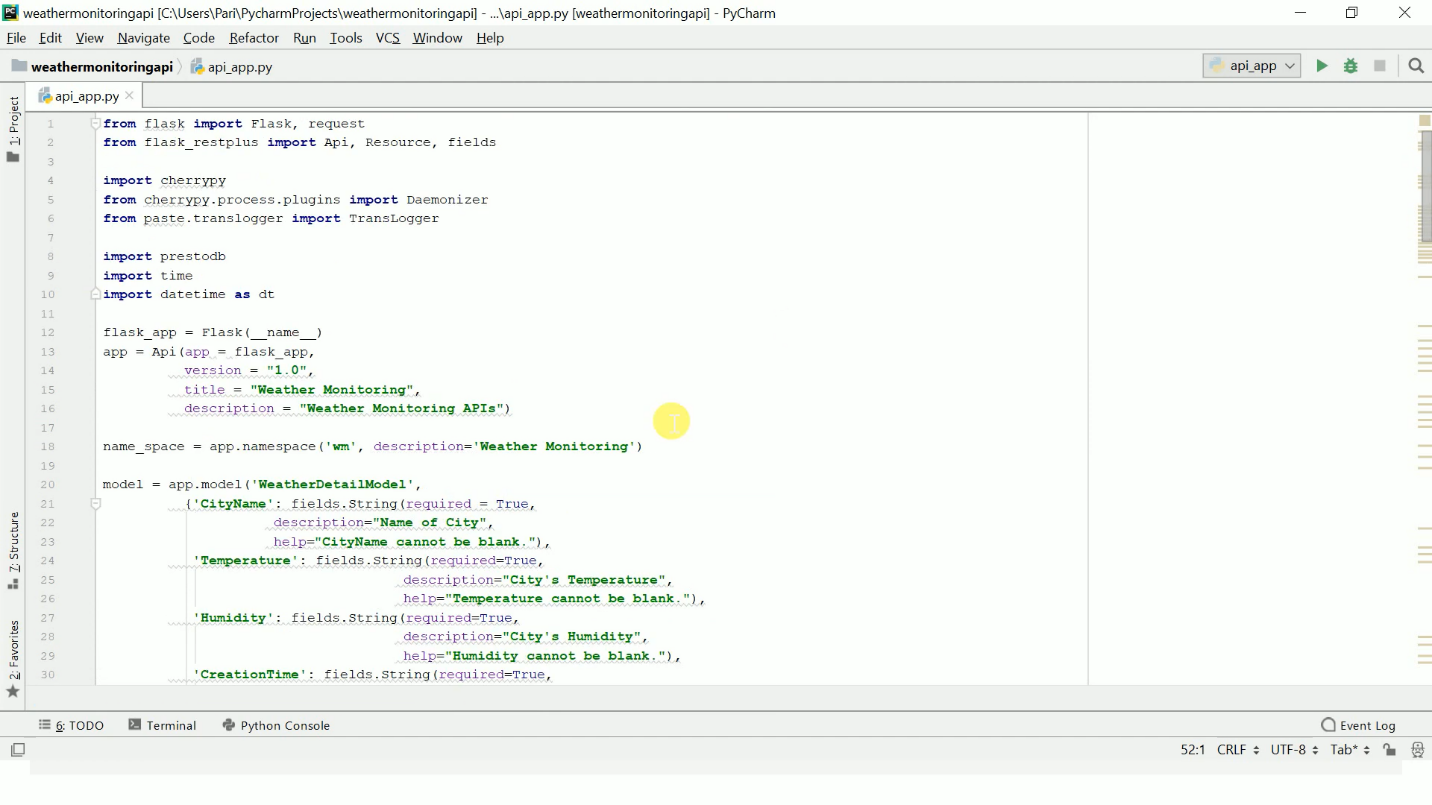 weathermonitoringapi [C:\Users\Pari\PycharmProjects\weathermonitoringapi] - ...\api_app.py [weathermonitoringapi] - PyCharm
File Edit View Navigate Code Refactor Run Tools VCS Window Help
weathermonitoringapi api_app.py api_app
api_app.py
1: Project
1 from flask import Flask, request
2 from flask_restplus import Api, Resource, fields
3
4 import cherrypy
5 from cherrypy.process.plugins import Daemonizer
6 from paste.translogger import TransLogger
7
8 import prestodb
9 import time
10 import datetime as dt
11
12 flask_app = Flask(__name__)
13 app = Api(app = flask_app,
14 version = "1.0",
15 title = "Weather Monitoring",
16 description = "Weather Monitoring APIs")
17
18 name_space = app.namespace('wm', description='Weather Monitoring')
19
20 model = app.model('WeatherDetailModel',
21 {'CityName': fields.String(required = True,
22 description="Name of City",
23 help="CityName cannot be blank."),
24 'Temperature': fields.String(required=True,
25 description="City's Temperature",
26 help="Temperature cannot be blank."),
27 'Humidity': fields.String(required=True,
28 description="City's Humidity",
29 help="Humidity cannot be blank."),
30 'CreationTime': fields.String(required=True,
Z: Structure
2: Favorites
6: TODO Terminal Python Console Event Log
52:1 CRLF UTF-8 Tab*